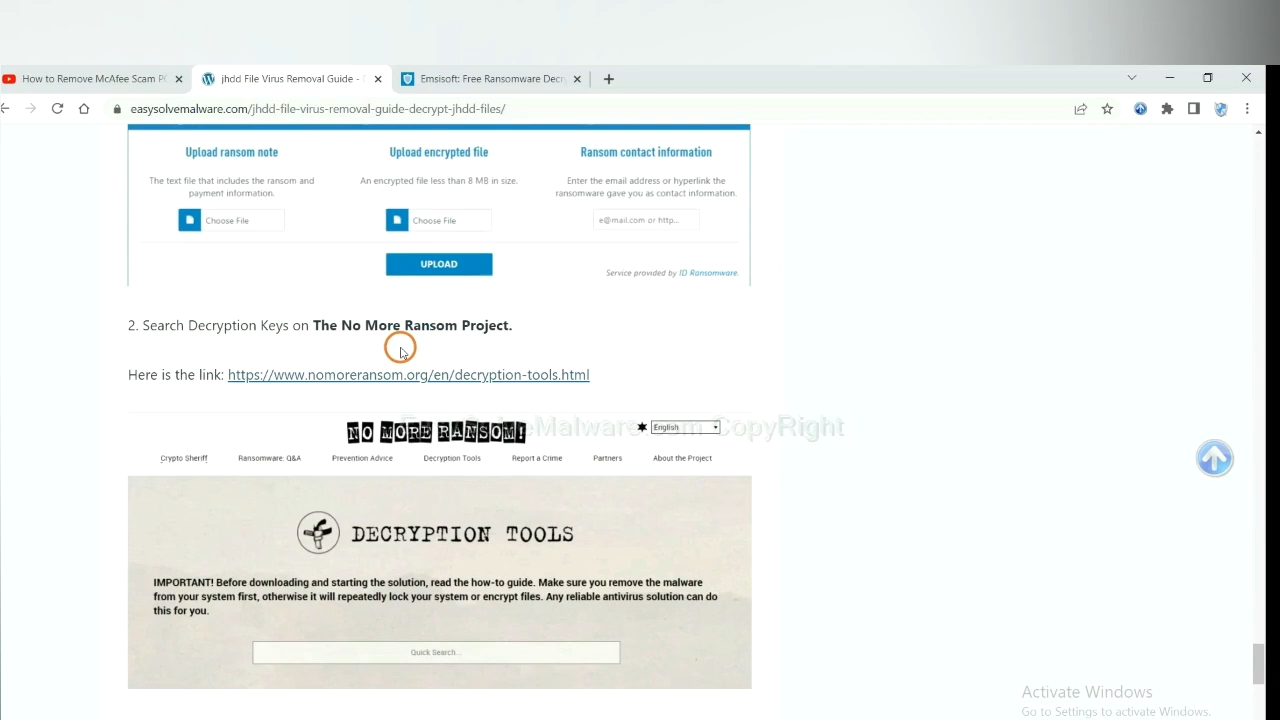 How to Remove McAfee Scam P
jhdd File Virus Removal Guide -
Emsisoft: Free Ransomware Decr
easysolvemalware.com/jhdd-file-virus-removal-guide-decrypt-jhdd-files/
Upload ransom note
Upload encrypted file
Ransom contact information
The text file that includes the ransom and
payment information.
An encrypted file less than 8 MB in size.
Enter the email address or hyperlink the
ransomware gave you as contact information.
Choose File
Choose File
e@mail.com or http...
UPLOAD
Service provided by ID Ransomware.
2. Search Decryption Keys on The No More Ransom Project.
Here is the link: https://www.nomoreransom.org/en/decryption-tools.html
NO MORE RANSOM!
English
Malware.com CopyRight
Crypto Sheriff
Ransomware: Q&A
Prevention Advice
Decryption Tools
Report a Crime
Partners
About the Project
DECRYPTION TOOLS
IMPORTANT! Before downloading and starting the solution, read the how-to guide. Make sure you remove the malware
from your system first, otherwise it will repeatedly lock your system or encrypt files. Any reliable antivirus solution can do
this for you.
Quick Search...
Activate Windows
Go to Settings to activate Windows.